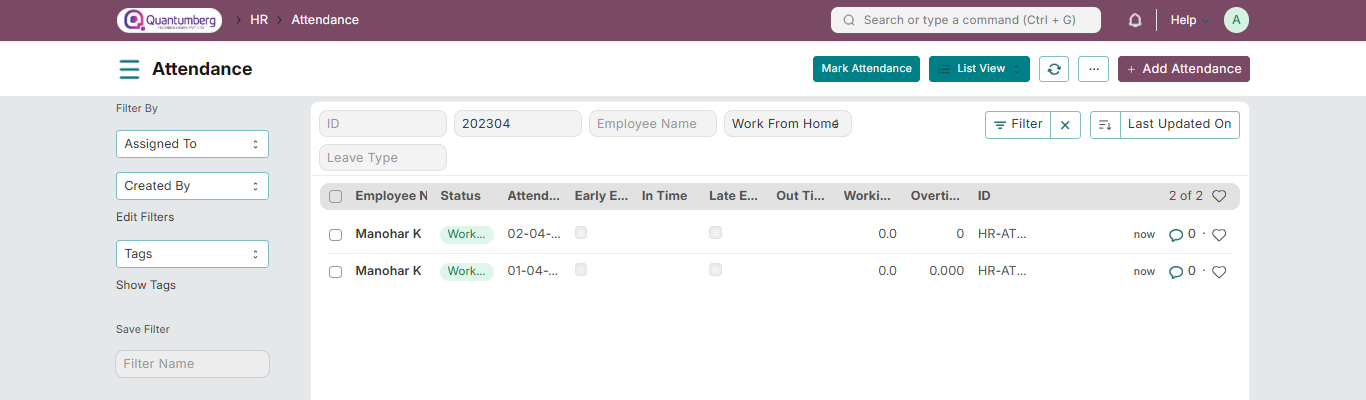 Quantumberg
TECHNOLOGIES PVT LTD
HR
Attendance
Search or type a command (Ctrl + G)
Help
A
Attendance
Mark Attendance
List View
...
+ Add Attendance
Filter By
Assigned To
Created By
Edit Filters
Tags
Show Tags
Save Filter
Filter Name
ID
202304
Employee Name
Work From Home
Leave Type
Filter
Last Updated On
Employee N Status Attend... Early E... In Time Late E... Out Ti... Worki... Overti... ID 2 of 2
Manohar K Work... 02-04-... 0.0 0 HR-AT... now 0 ·
Manohar K Work... 01-04-... 0.0 0.000 HR-AT... now 0 ·